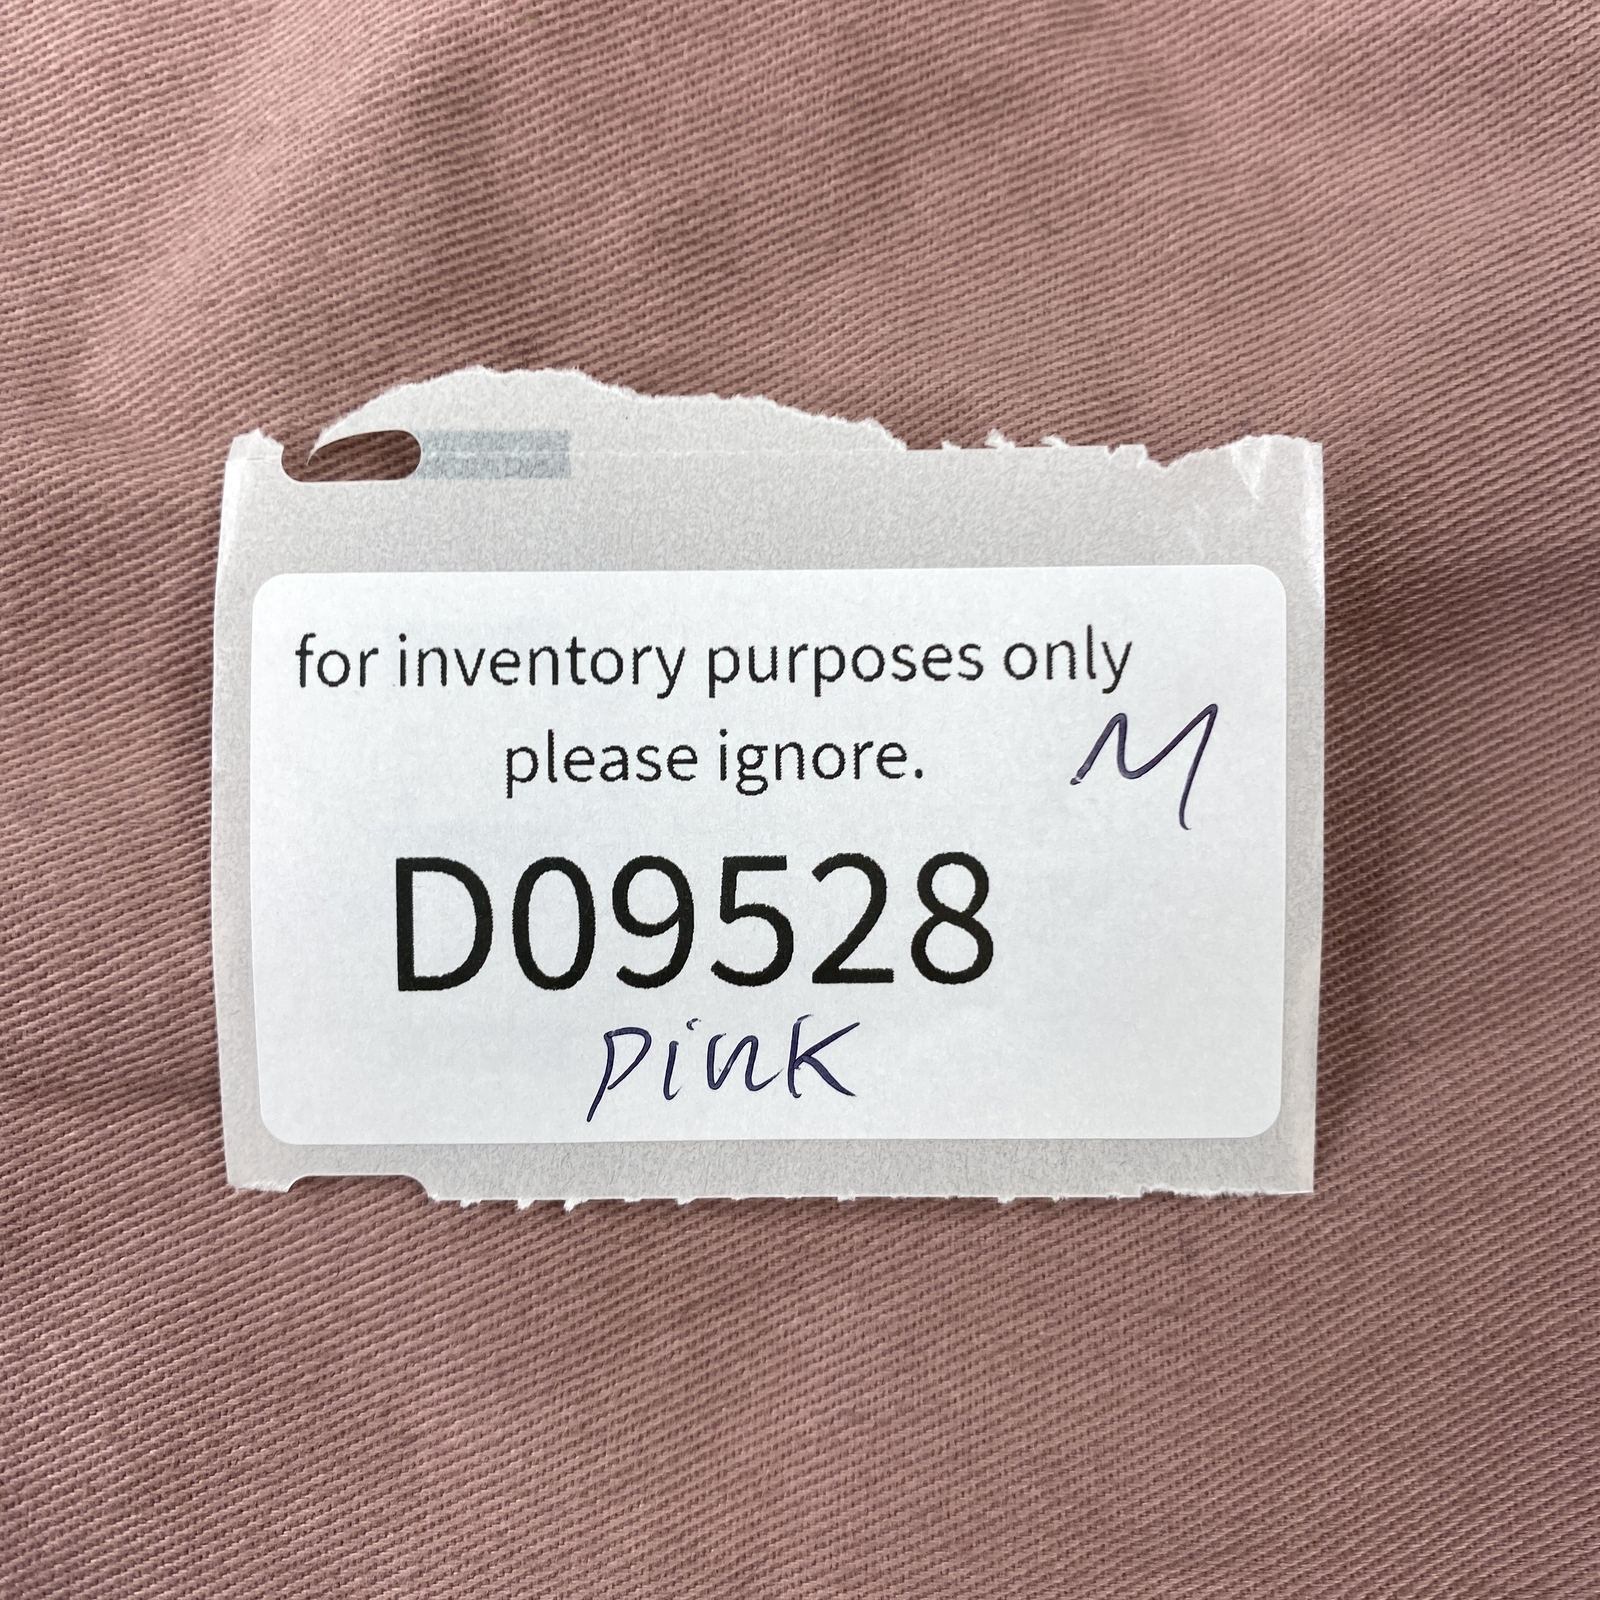 for inventory purposes only
please ignore.
M
D09528
pink